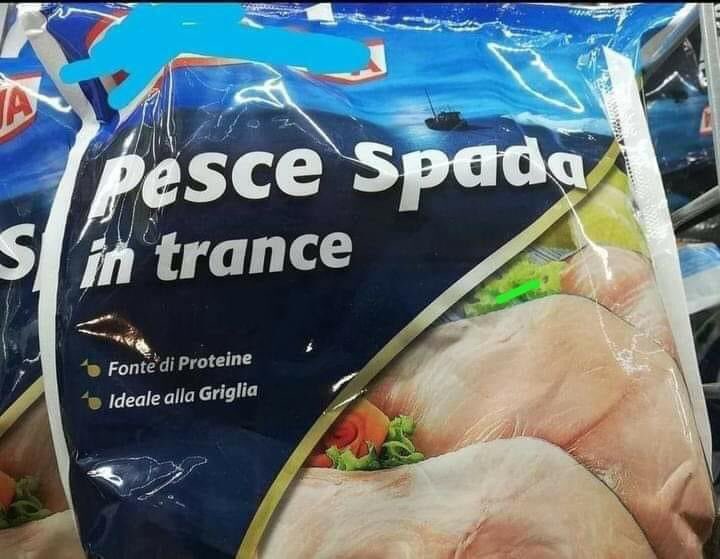 Pesce Spada
in trance
Fonte di Proteine
Ideale alla Griglia